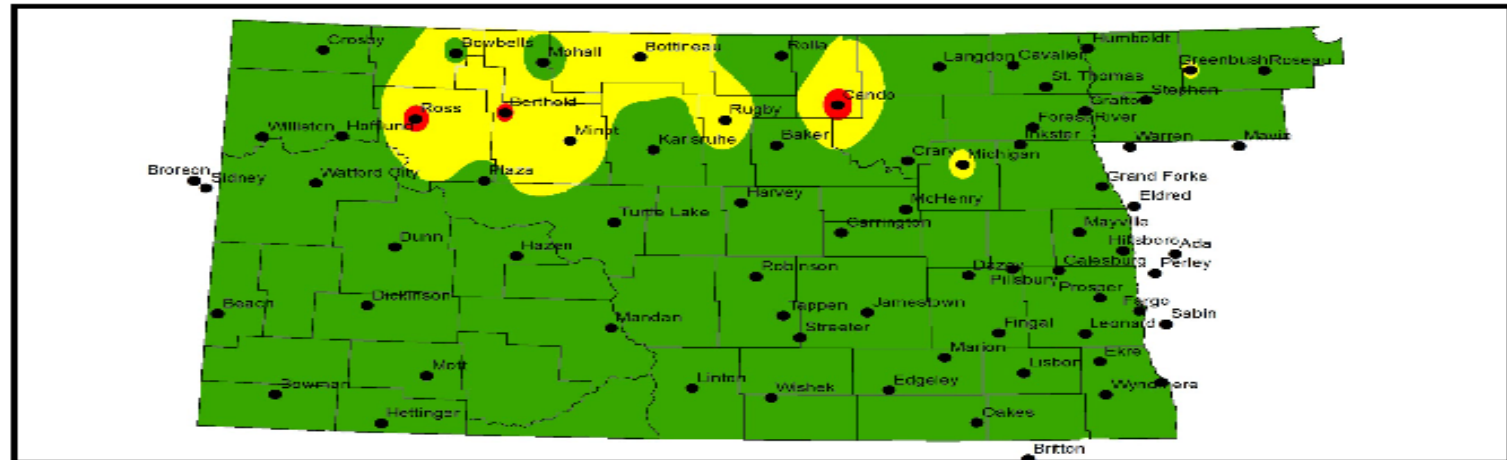 Crosby
Bowbells
Mohall
Bottineau
Rolla
Langdon
Cavalier
Humboldt
Greenbush
Roseau
St. Thomas
Stephen
Ross
Berthold
Rugby
Cando
Grafton
Forest River
Williston
Hofflund
Minot
Karlsruhe
Baker
Inkster
Warren
Mavie
Crary
Michigan
Brorson
Sidney
Watford City
Plaza
Grand Forks
Harvey
McHenry
Eldred
Turtle Lake
Carrington
Mayville
Dunn
Hazen
Hillsboro
Ada
Robinson
Dazey
Pillsbury
Galesburg
Perley
Beach
Dickinson
Prosper
Mandan
Tappen
Jamestown
Fargo
Sabin
Streeter
Fingal
Leonard
Marion
Mott
Lisbon
Ekre
Bowman
Linton
Wishek
Edgeley
Wyndmere
Hettinger
Oakes
Britton